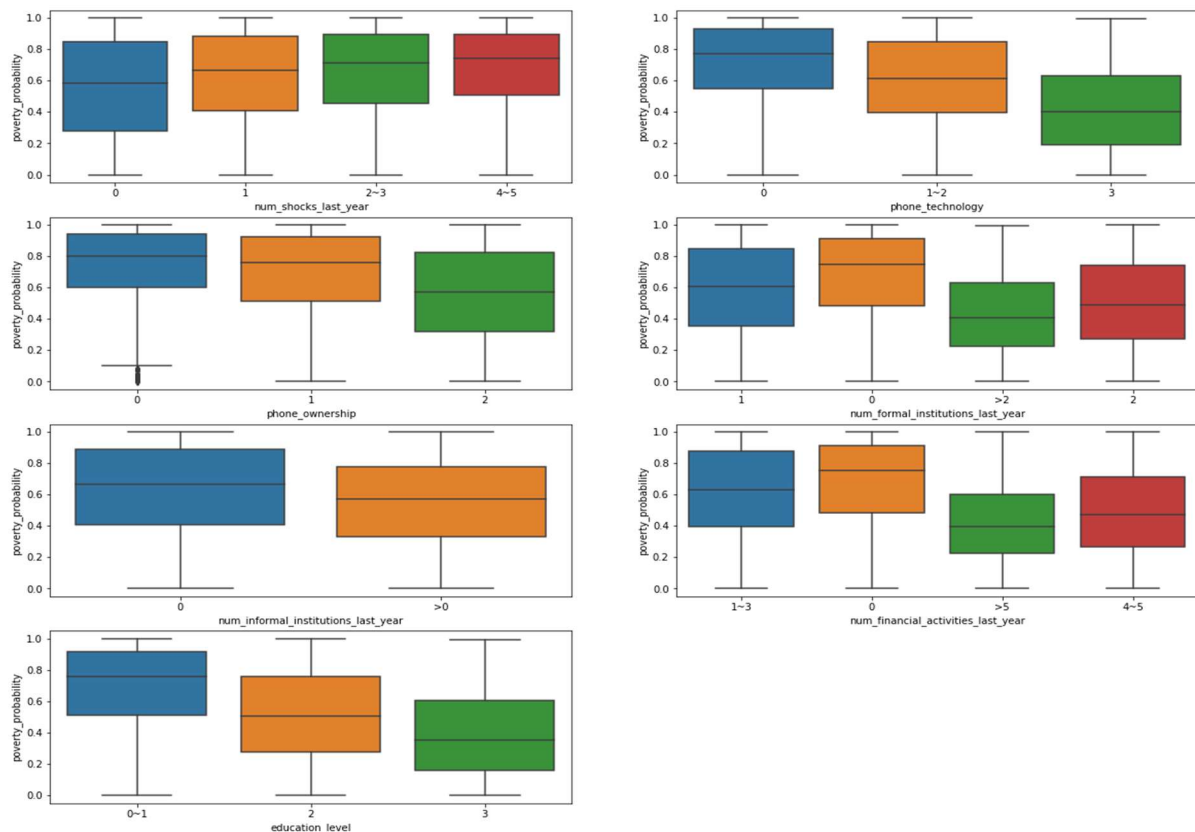 poverty_probability
1.0
0.8
0.6
0.4
0.2
0.0
0 1 2~3 4~5
num_shocks_last_year
poverty_probability
1.0
0.8
0.6
0.4
0.2
0.0
0 1~2 3
phone_technology
poverty_probability
1.0
0.8
0.6
0.4
0.2
0.0
0 1 2
phone_ownership
poverty_probability
1.0
0.8
0.6
0.4
0.2
0.0
1 0 >2 2
num_formal_institutions_last_year
poverty_probability
1.0
0.8
0.6
0.4
0.2
0.0
0 >0
num_informal_institutions_last_year
poverty_probability
1.0
0.8
0.6
0.4
0.2
0.0
1~3 0 >5 4~5
num_financial_activities_last_year
poverty_probability
1.0
0.8
0.6
0.4
0.2
0.0
0~1 2 3
education_level